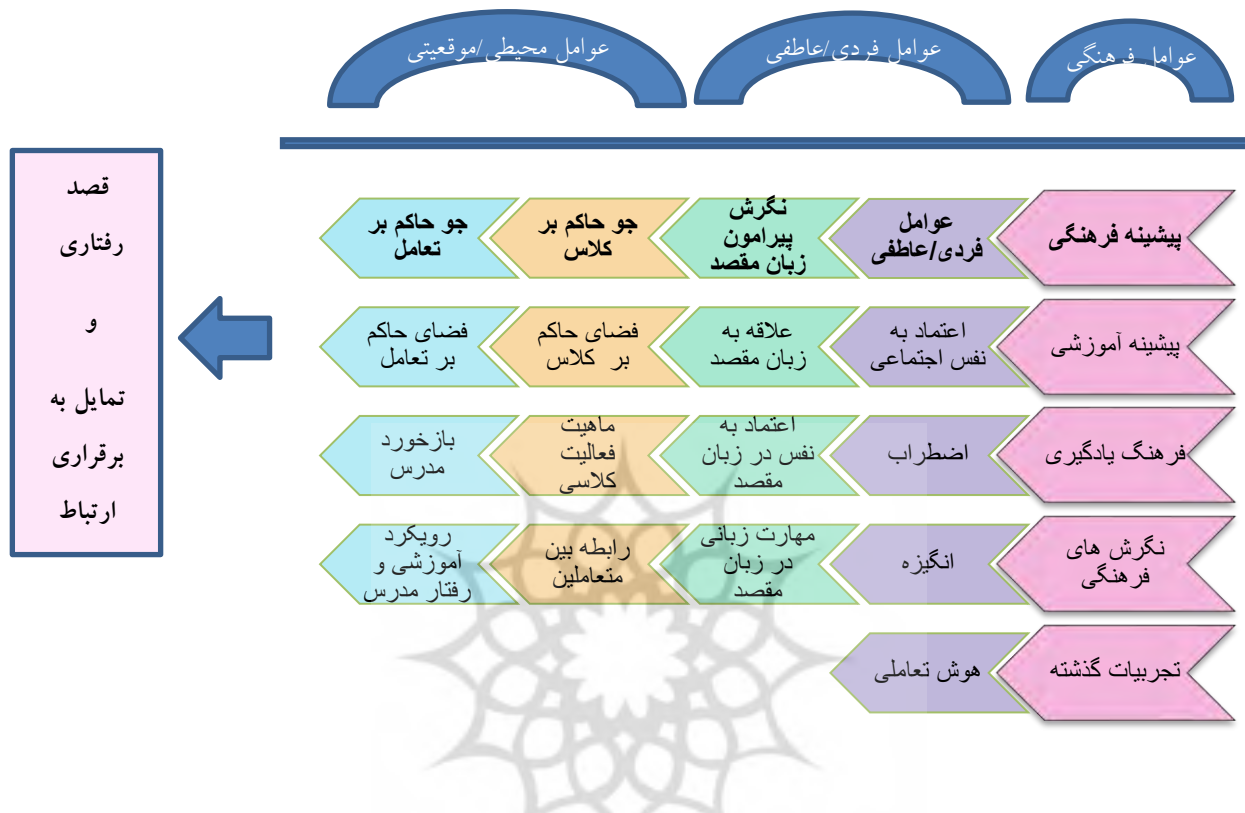 عوامل فرهنگی
عوامل فردی/عاطفی
عوامل محیطی/موقعیتی
پیشینه فرهنگی
عوامل
فردی/عاطفی
نگرش
پیرامون
زبان مقصد
جو حاکم بر
کلاس
جو حاکم بر
تعامل
پیشینه آموزشی
اعتماد به
نفس اجتماعی
علاقه به
زبان مقصد
فضای حاکم
بر کلاس
فضای حاکم
بر تعامل
فرهنگ یادگیری
اضطراب
اعتماد به
نفس در زبان
مقصد
ماهیت
فعالیت
کلاسی
بازخورد
مدرس
نگرش های
فرهنگی
انگیزه
مهارت زبانی
در زبان
مقصد
رابطه بین
متعاملین
رویکرد
آموزشی و
رفتار مدرس
تجربیات گذشته
هوش تعاملی
قصد
رفتاری
و
تمایل به
برقراری
ارتباط